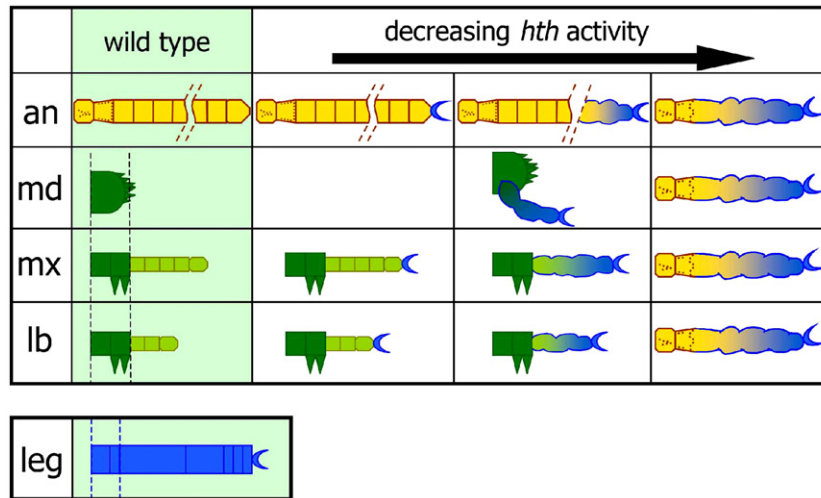 wild type
decreasing hth activity
an
md
mx
lb
leg